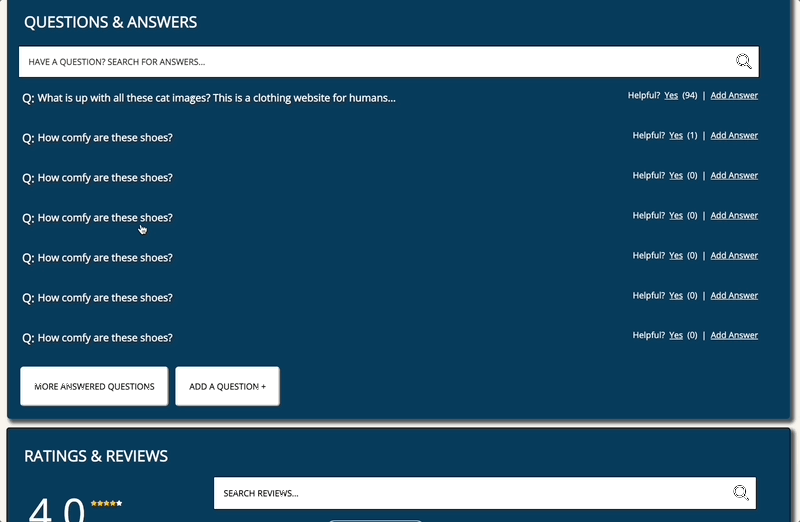 QUESTIONS & ANSWERS
HAVE A QUESTION? SEARCH FOR ANSWERS...
Q: What is up with all these cat images? This is a clothing website for humans... Helpful? Yes (94) | Add Answer
Q: How comfy are these shoes? Helpful? Yes (1) | Add Answer
Q: How comfy are these shoes? Helpful? Yes (0) | Add Answer
Q: How comfy are these shoes? Helpful? Yes (0) | Add Answer
Q: How comfy are these shoes? Helpful? Yes (0) | Add Answer
Q: How comfy are these shoes? Helpful? Yes (0) | Add Answer
Q: How comfy are these shoes? Helpful? Yes (0) | Add Answer
MORE ANSWERED QUESTIONS ADD A QUESTION +
RATINGS & REVIEWS
SEARCH REVIEWS...
4.0